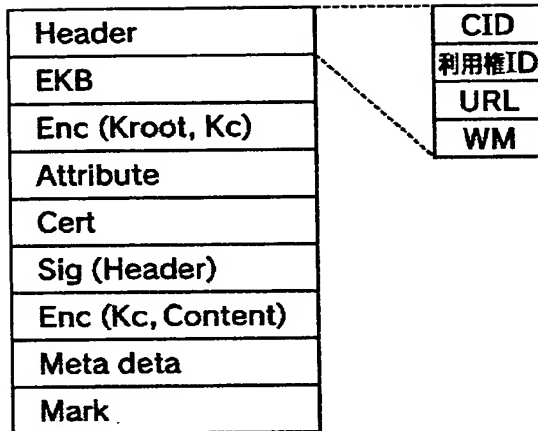 Header
EKB
Enc (Kroot, Kc)
Attribute
Cert
Sig (Header)
Enc (Kc, Content)
Meta deta
Mark
CID
利用権ID
URL
WM